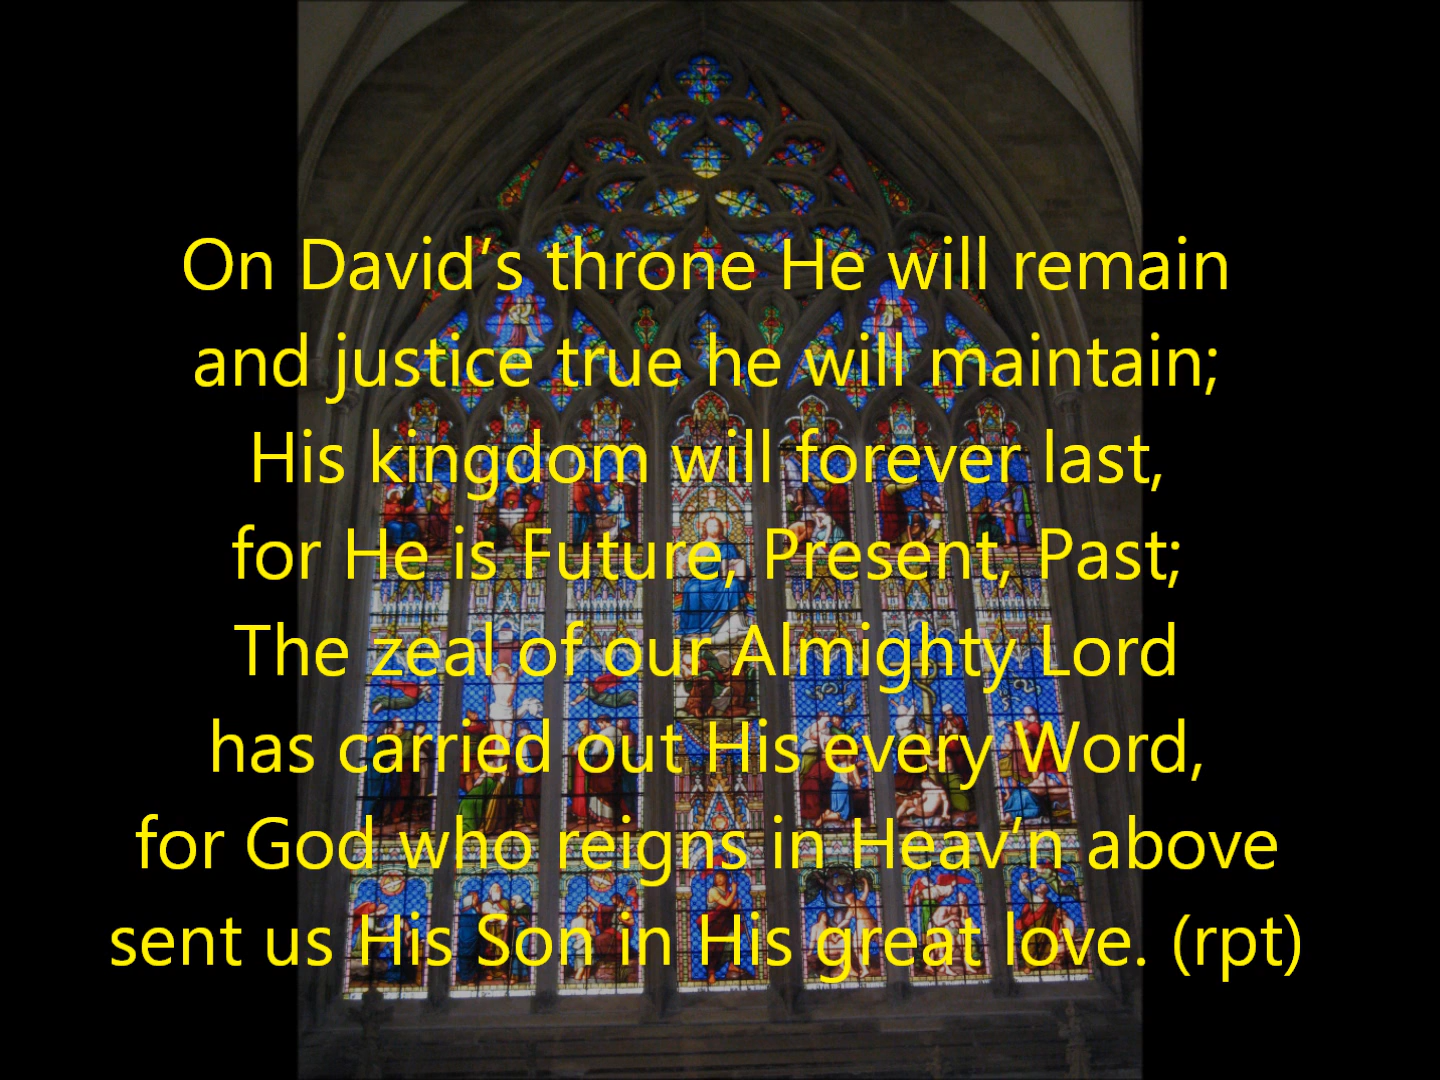 On David’s throne He will remain
and justice true he will maintain;
His kingdom will forever last,
for He is Future, Present, Past;
The zeal of our Almighty Lord
has carried out His every Word,
for God who reigns in Heav’n above
sent us His Son in His great love. (rpt)